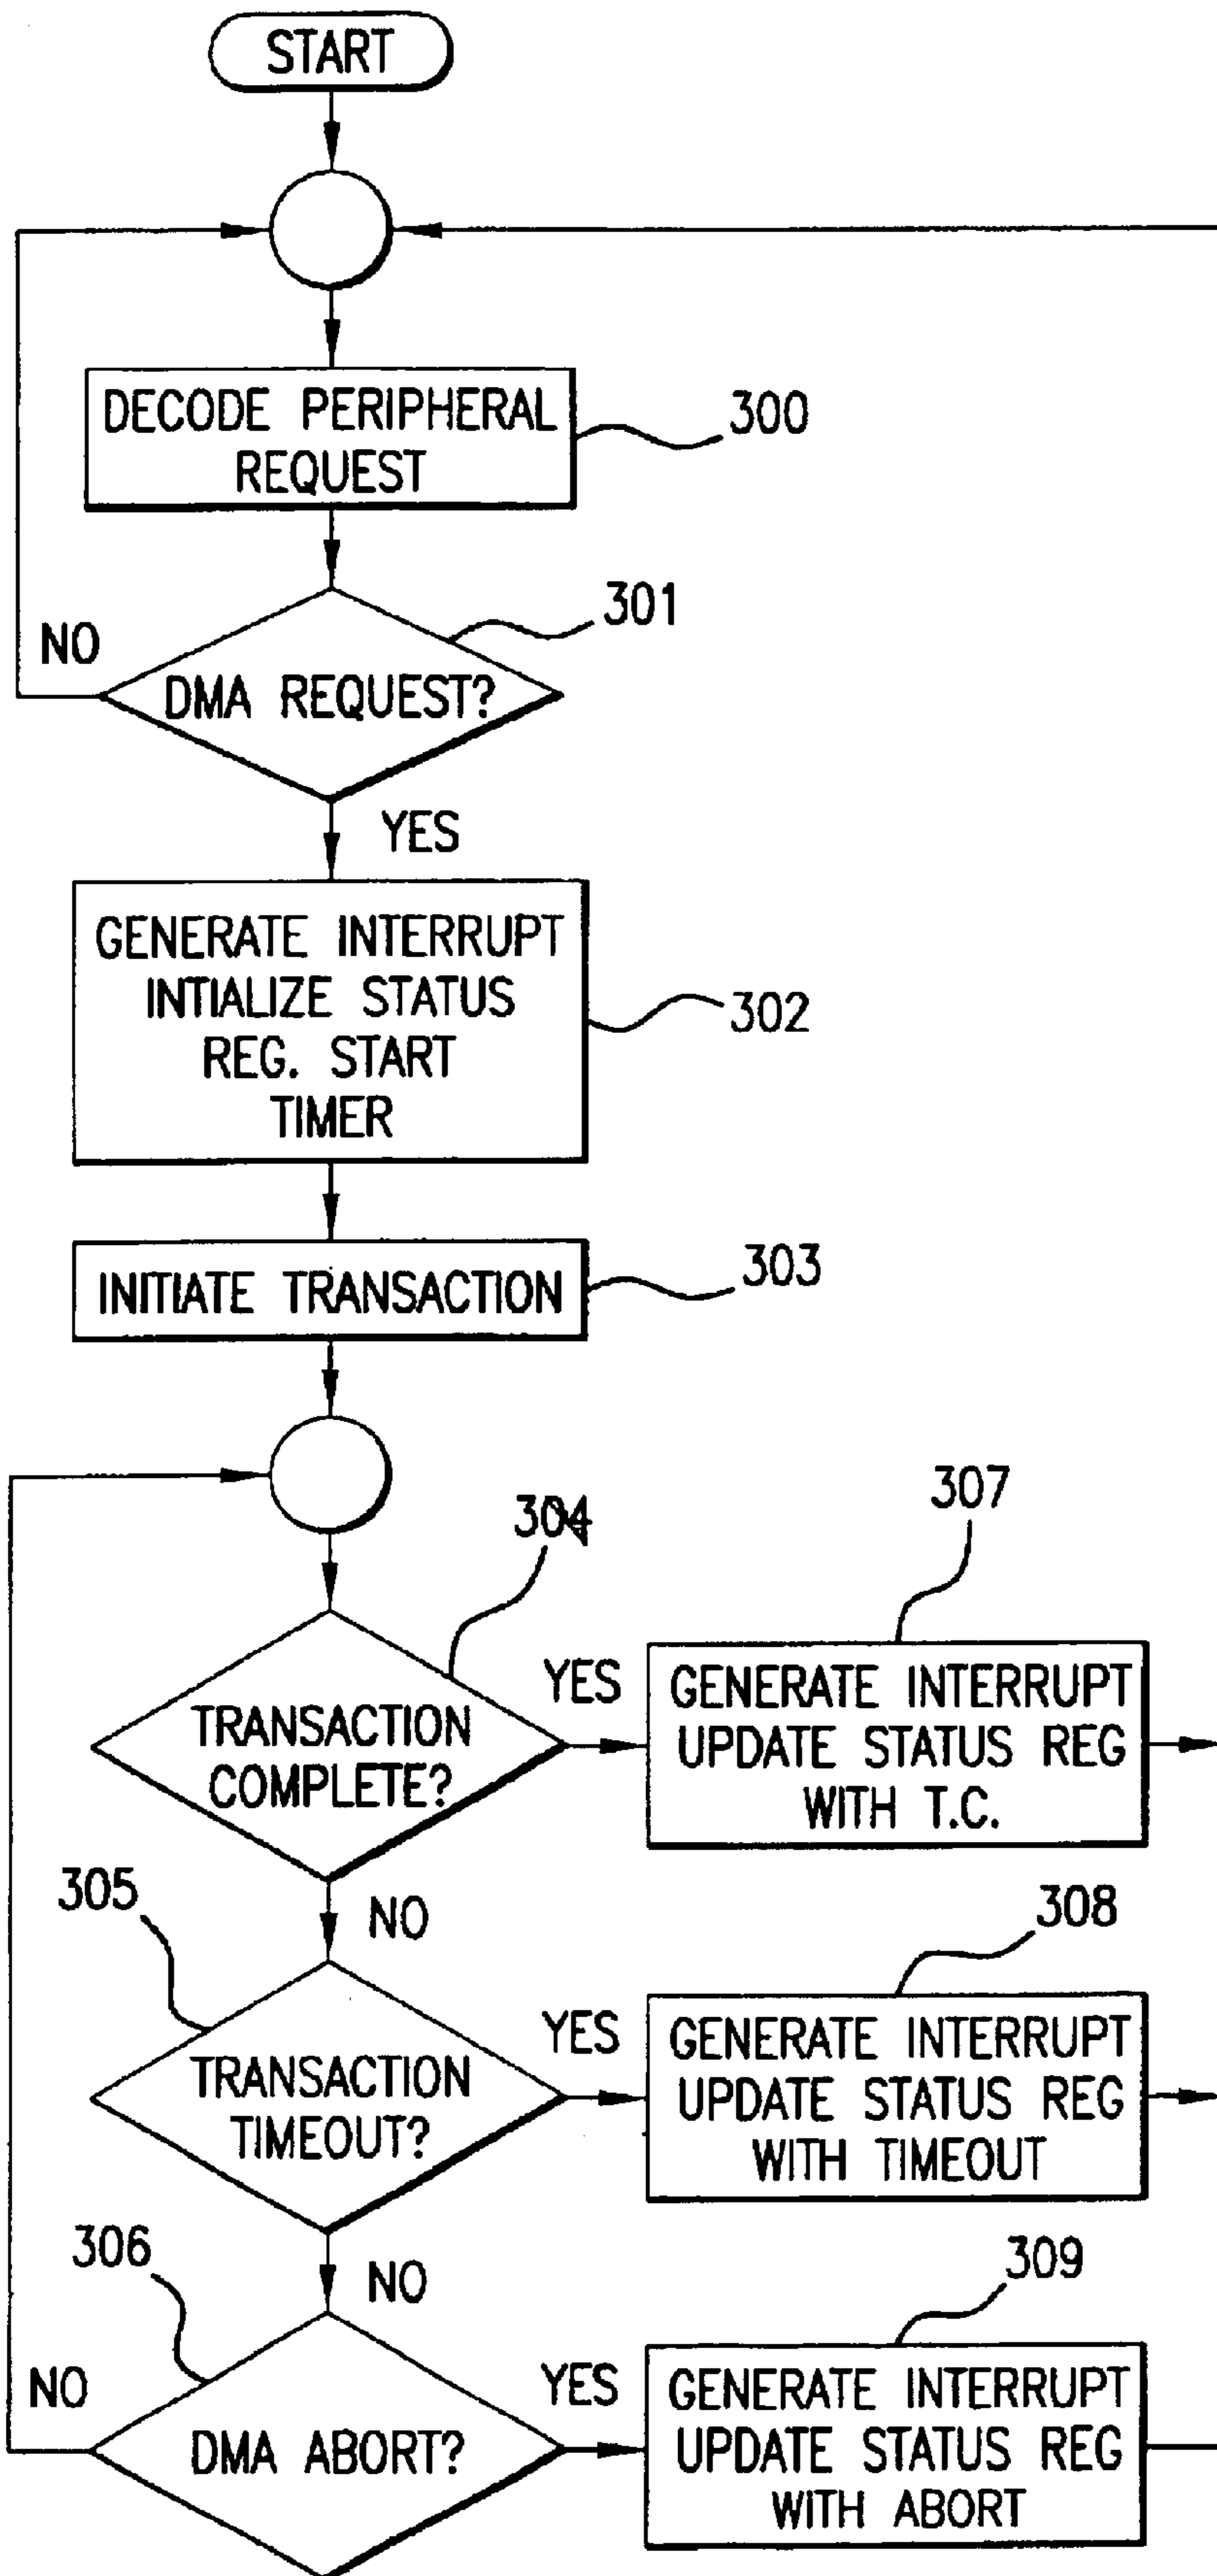 START
DECODE PERIPHERAL
REQUEST
300
301
NO
DMA REQUEST?
YES
GENERATE INTERRUPT
INTIALIZE STATUS
REG. START
TIMER
302
INITIATE TRANSACTION
303
304
307
TRANSACTION
COMPLETE?
YES
GENERATE INTERRUPT
UPDATE STATUS REG
WITH T.C.
NO
305
308
TRANSACTION
TIMEOUT?
YES
GENERATE INTERRUPT
UPDATE STATUS REG
WITH TIMEOUT
NO
306
309
NO
DMA ABORT?
YES
GENERATE INTERRUPT
UPDATE STATUS REG
WITH ABORT